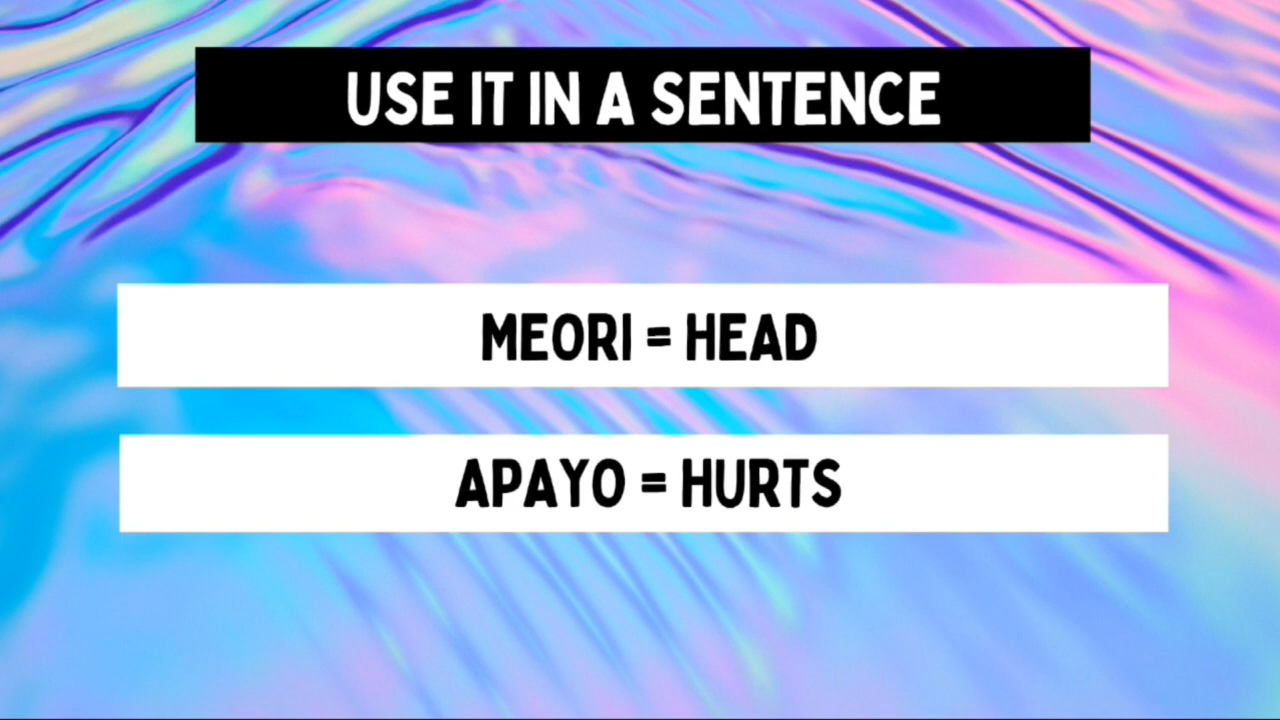 USE IT IN A SENTENCE
MEORI = HEAD
APAYO = HURTS